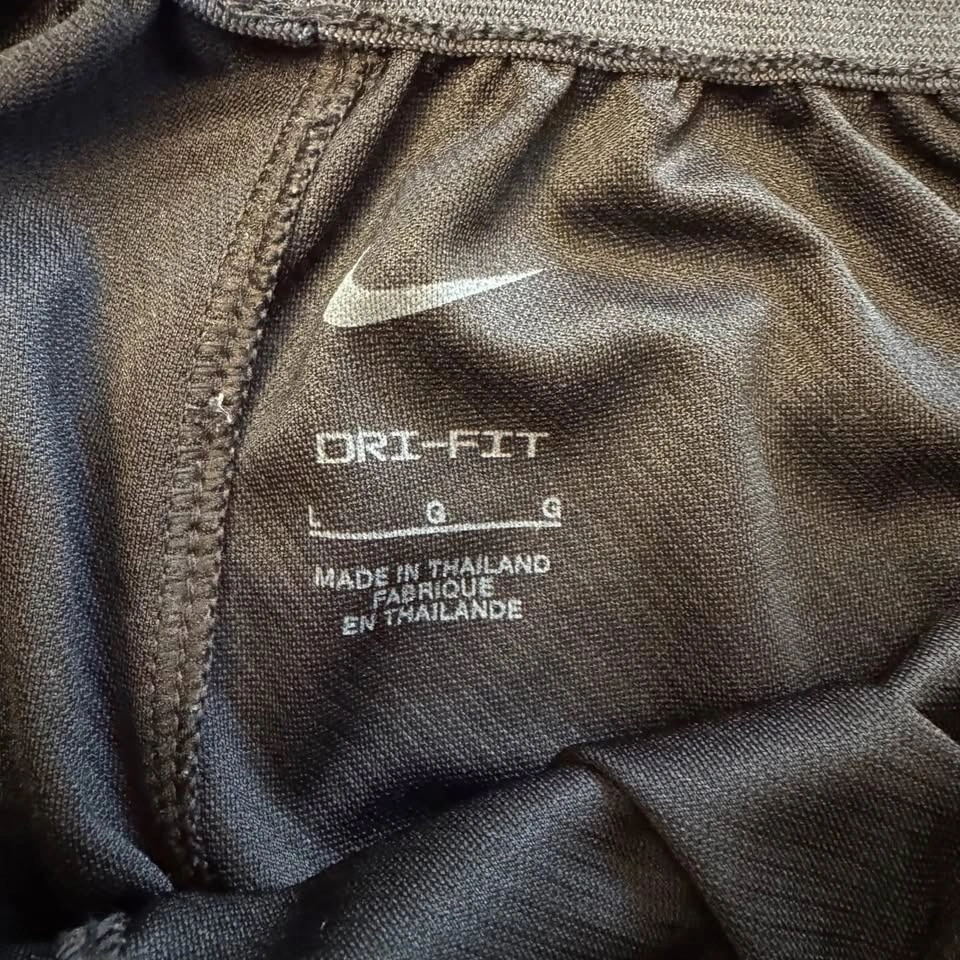 DRI-FIT
L G G
MADE IN THAILAND
FABRIQUE
EN THAILANDE